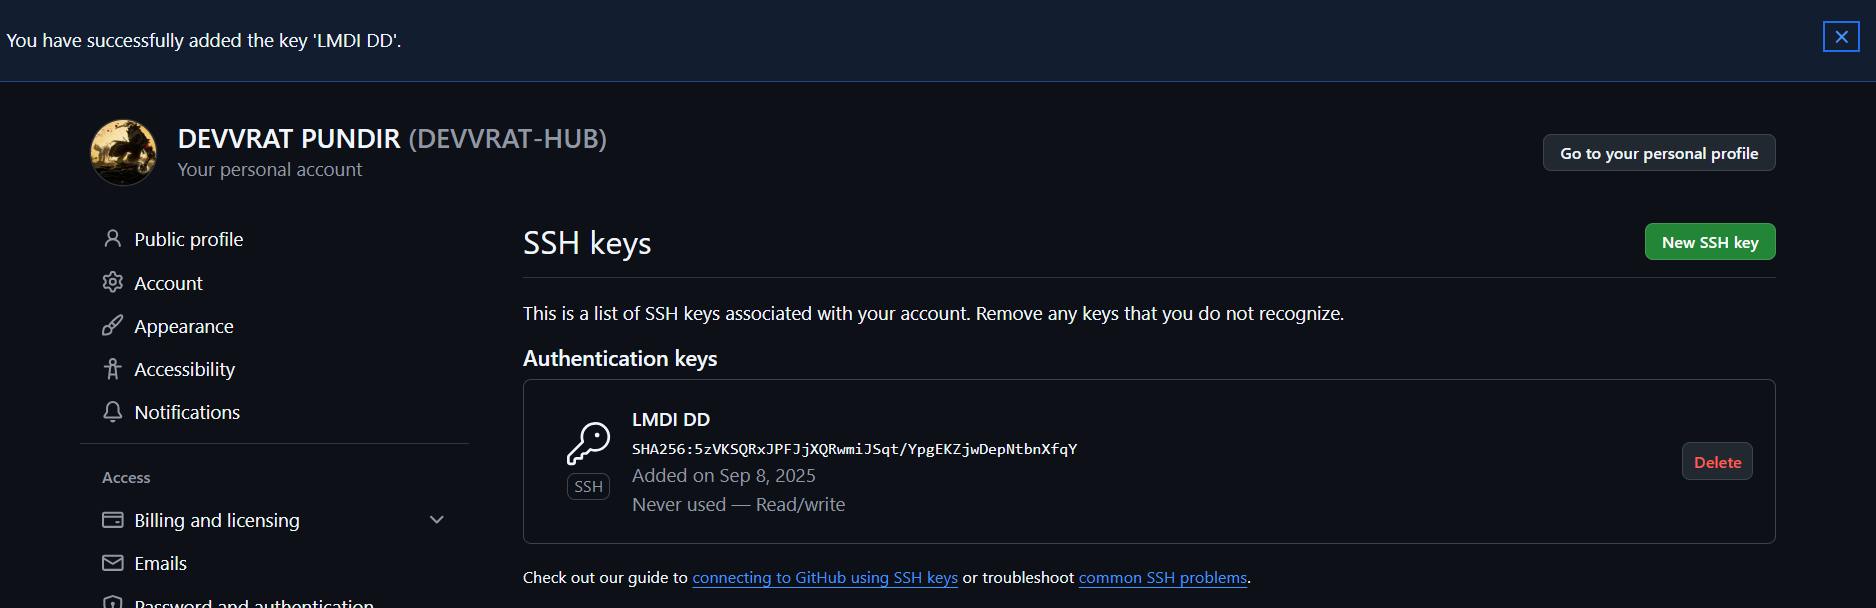 You have successfully added the key 'LMDI DD'.
DEVVRAT PUNDIR (DEVVRAT-HUB)
Your personal account
Go to your personal profile
Public profile
Account
Appearance
Accessibility
Notifications
Access
Billing and licensing
Emails
Password and authentication
SSH keys
New SSH key
This is a list of SSH keys associated with your account. Remove any keys that you do not recognize.
Authentication keys
LMDI DD
SHA256:5zVKSQRxJPFJjXQRwmiJSqt/YpgEKZjwDepNtbnXfqY
Added on Sep 8, 2025
Never used — Read/write
SSH
Delete
Check out our guide to connecting to GitHub using SSH keys or troubleshoot common SSH problems.